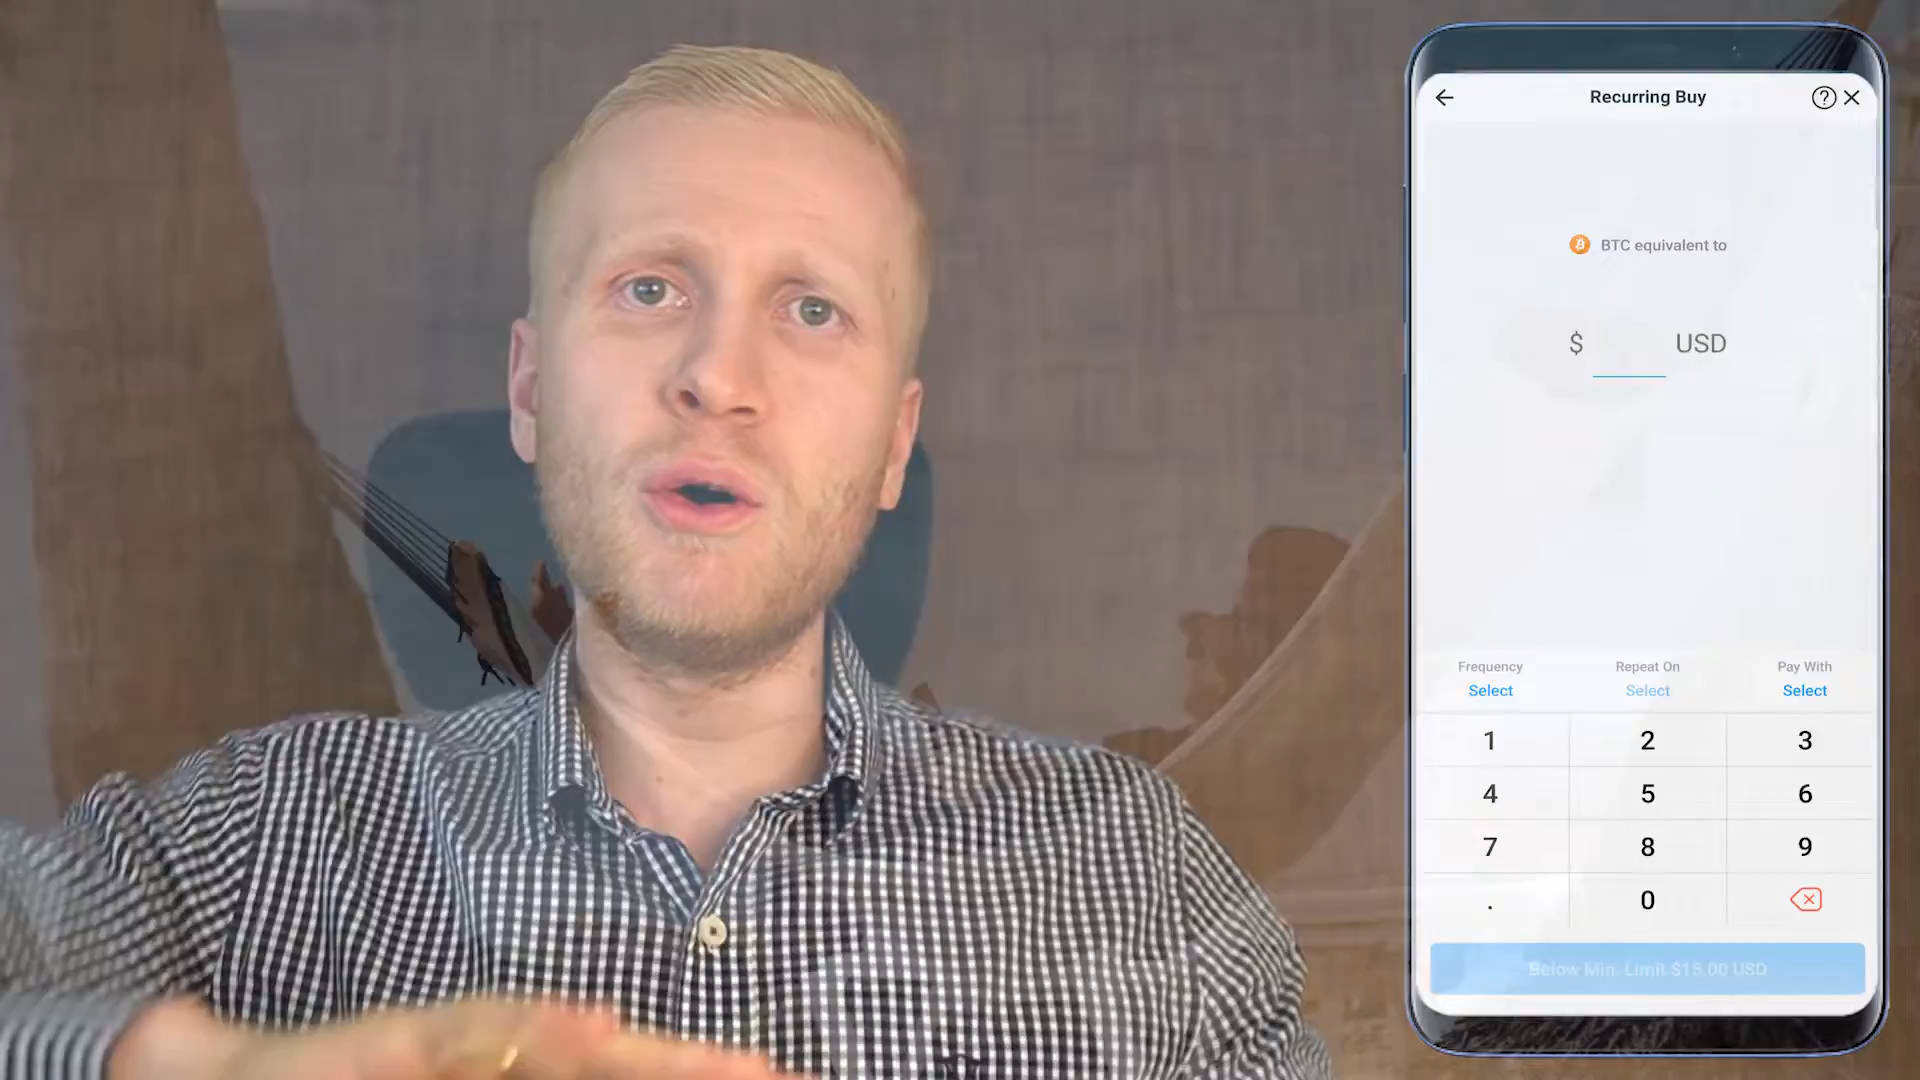 Recurring Buy
BTC equivalent to
$ USD
Frequency Repeat On Pay With
Select Select Select
1 2 3
4 5 6
7 8 9
. 0
Below Min. Limit $15.00 USD